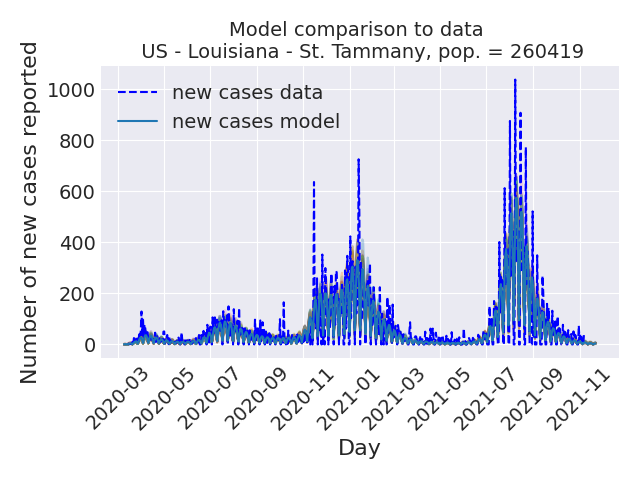 Model comparison to data
US - Louisiana - St. Tammany, pop. = 260419
Number of new cases reported
1000
800
600
400
200
0
new cases data
new cases model
2020-03
2020-05
2020-07
2020-09
2020-11
2021-01
2021-03
2021-05
2021-07
2021-09
2021-11
Day